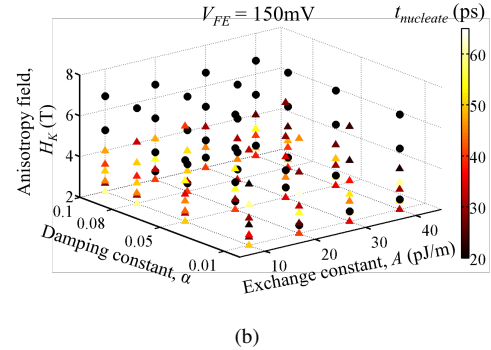 V_FE = 150mV
t_nucleate (ps)
60
50
40
30
20
Anisotropy field,
H_K (T)
8
6
4
2
0.1
0.08
0.05
0.01
Damping constant, α
10
20
30
40
Exchange constant, A (pJ/m)
(b)